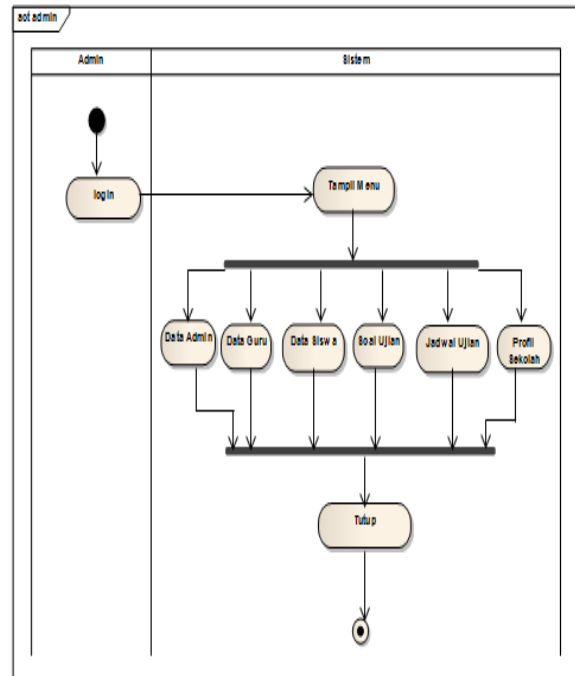 act admin
Admin
Sistem
login
Tampil Menu
Data Admin
Data Guru
Data Siswa
Soal Ujian
Jadwal Ujian
Profil
Sekolah
Tutup